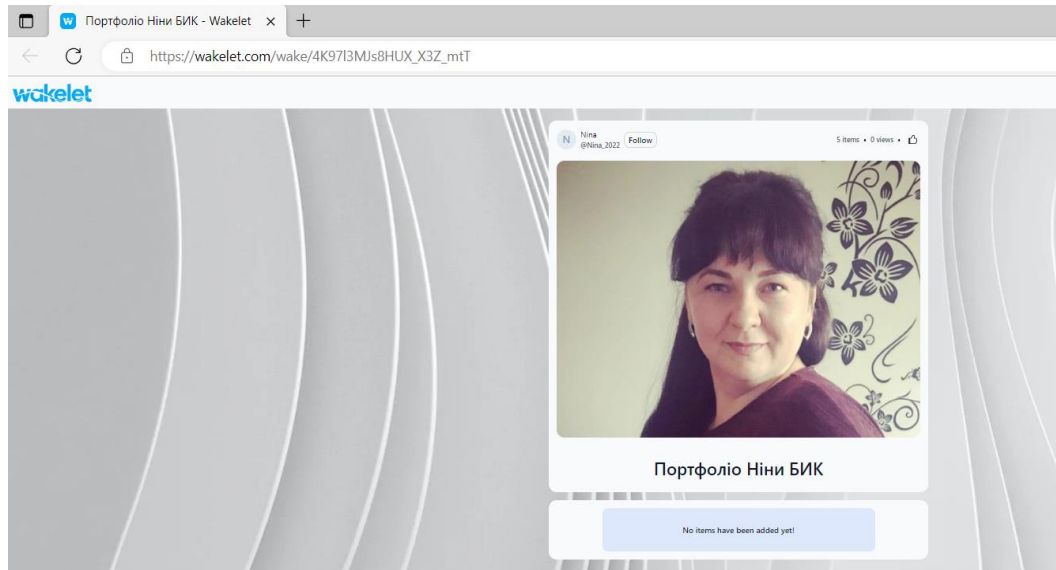 Портфоліо Ніни БИК - Wakelet
https://wakelet.com/wake/4K97l3MJs8HUX_X3Z_mtT
wakelet
N Nina Follow 5 items • 0 views •
@Nina_2022
Портфоліо Ніни БИК
No items have been added yet!